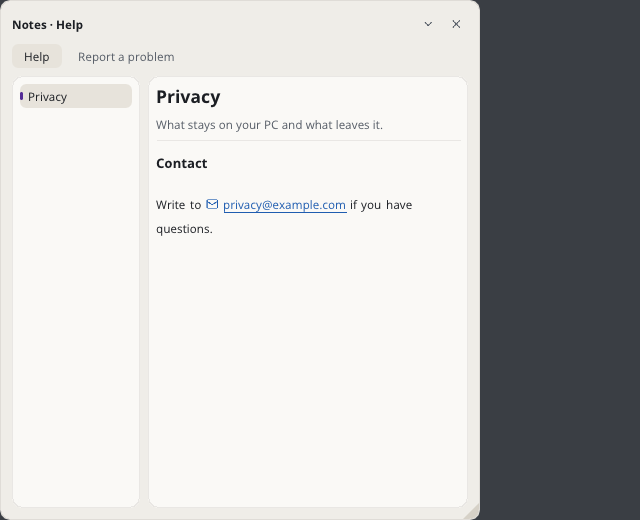 Notes · Help
Help
Report a problem
Privacy
Privacy
What stays on your PC and what leaves it.
Contact
Write to privacy@example.com if you have
questions.